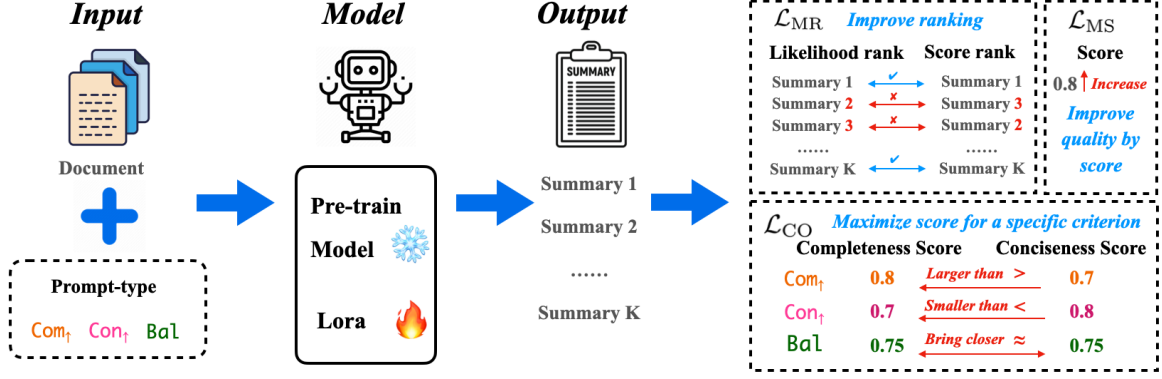 Input
Document
Prompt-type
Com↑ Con↑ Bal
Model
Pre-train
Model
Lora
Output
SUMMARY
Summary 1
Summary 2
......
Summary K
ℒMR Improve ranking
Likelihood rank Score rank
Summary 1 ✓ Summary 1
Summary 2 ✗ Summary 3
Summary 3 ✗ Summary 2
...... ......
Summary K ✓ Summary K
ℒMS
Score
0.8 ↑ Increase
Improve
quality by
score
ℒCO Maximize score for a specific criterion
Completeness Score Conciseness Score
Com↑ 0.8 Larger than > 0.7
Con↑ 0.7 Smaller than < 0.8
Bal 0.75 Bring closer ≈ 0.75